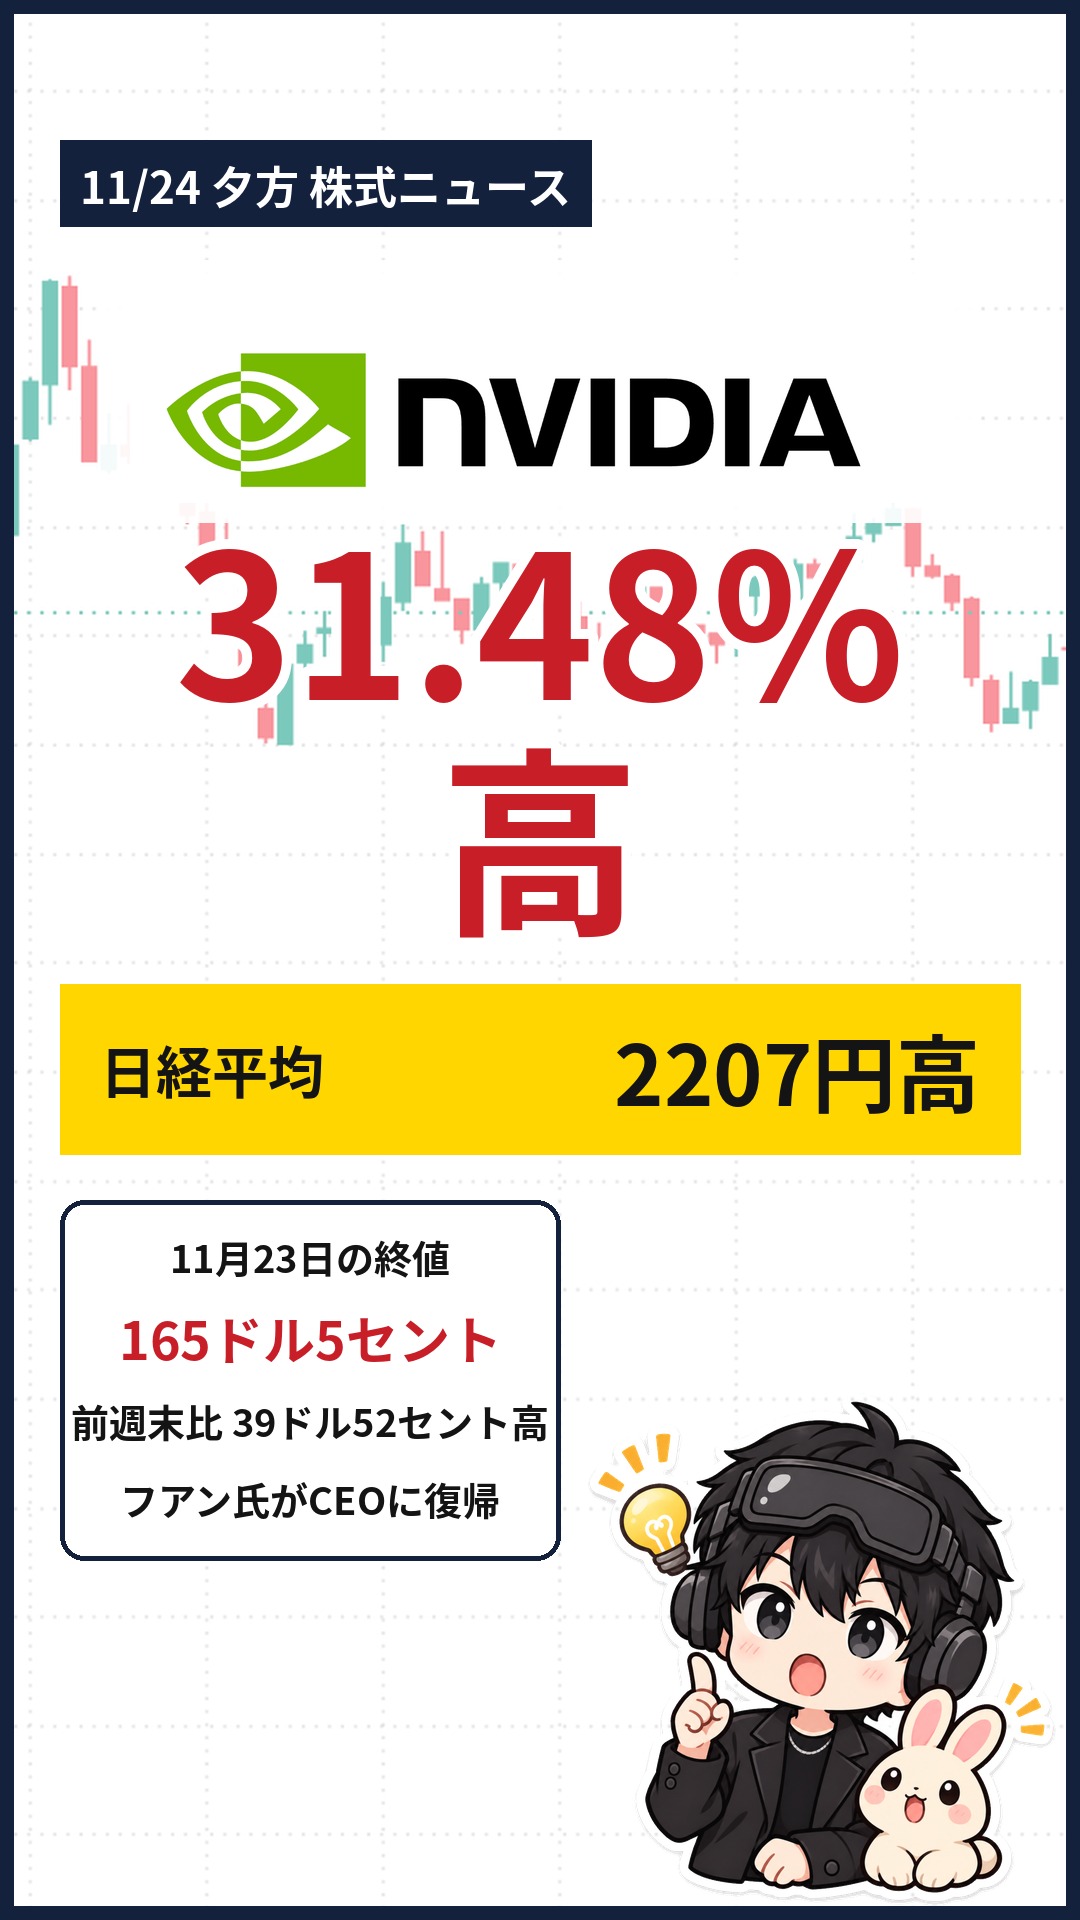 11/24 夕方 株式ニュース
NVIDIA
31.48%
高
日経平均 2207円高
11月23日の終値
165ドル5セント
前週末比 39ドル52セント高
フアン氏がCEOに復帰